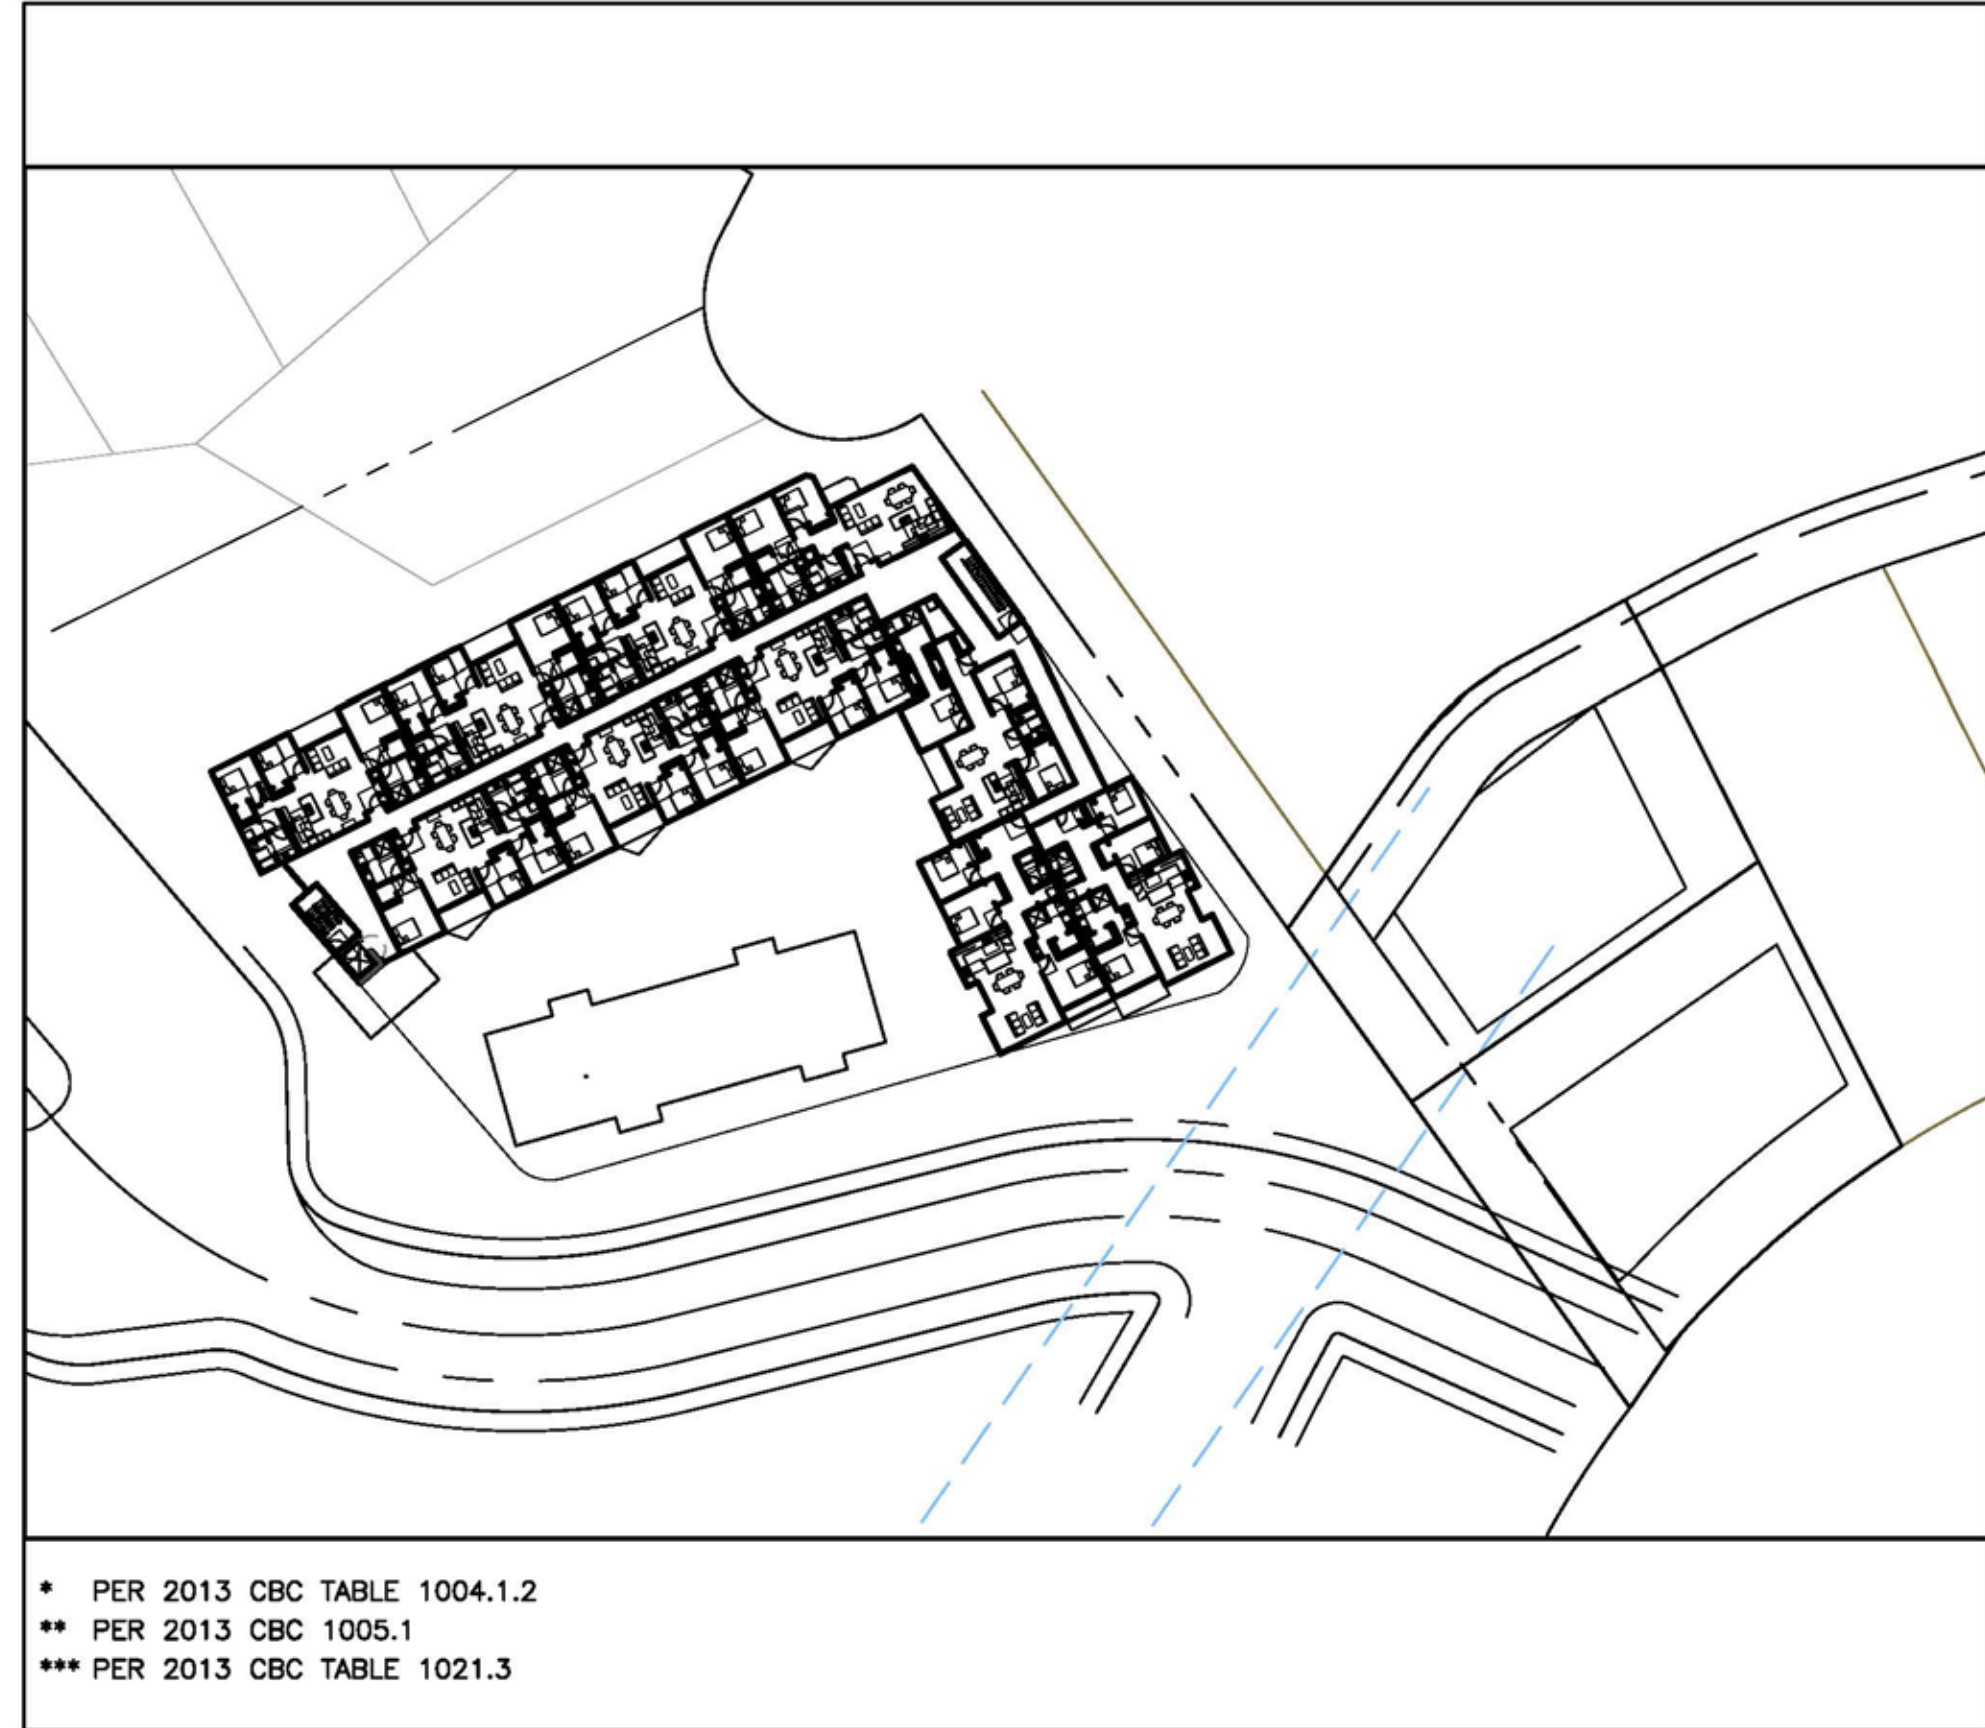 * PER 2013 CBC TABLE 1004.1.2
** PER 2013 CBC 1005.1
*** PER 2013 CBC TABLE 1021.3